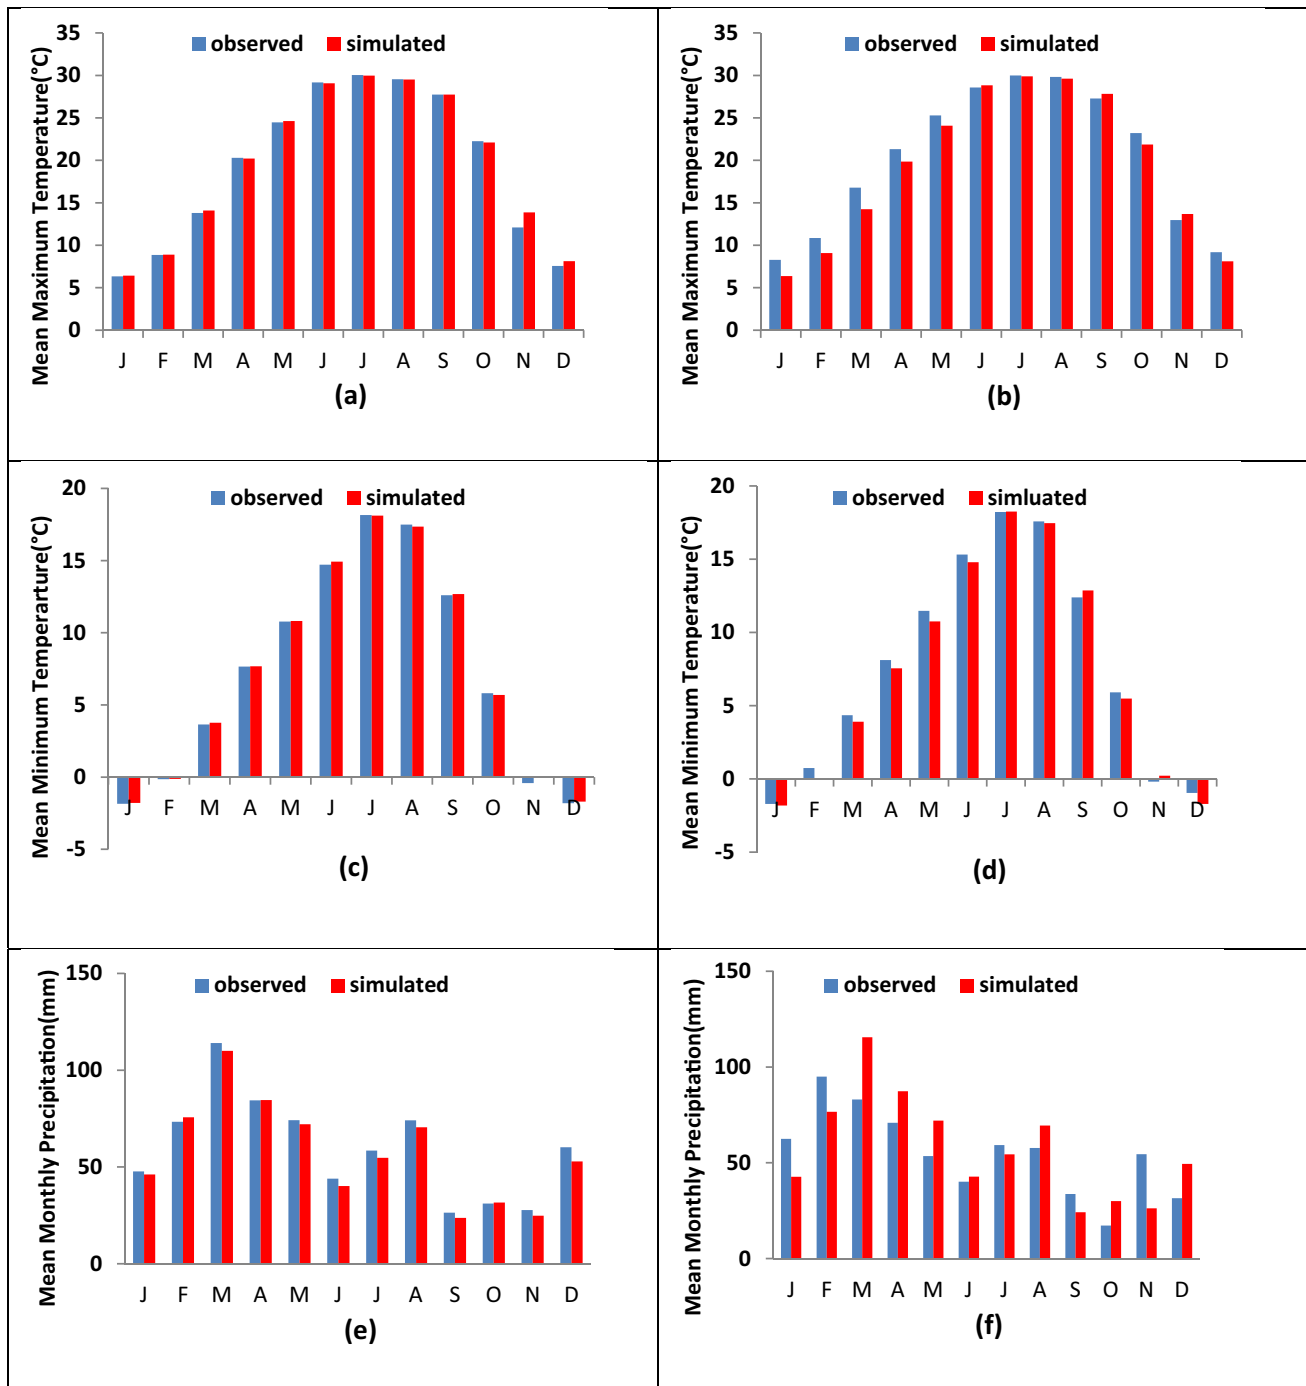 observed simulated
Mean Maximum Temperature(°C)
35
30
25
20
15
10
5
0
J F M A M J J A S O N D
(a)
observed simulated
Mean Maximum Temperature(°C)
35
30
25
20
15
10
5
0
J F M A M J J A S O N D
(b)
observed simulated
Mean Minimum Temperarture(°C)
20
15
10
5
0
-5
J F M A M J J A S O N D
(c)
observed simluated
Mean Minimum Temperature(°C)
20
15
10
5
0
-5
J F M A M J J A S O N D
(d)
observed simulated
Mean Monthly Precipitation(mm)
150
100
50
0
J F M A M J J A S O N D
(e)
observed simulated
Mean Monthly Precipitation(mm)
150
100
50
0
J F M A M J J A S O N D
(f)